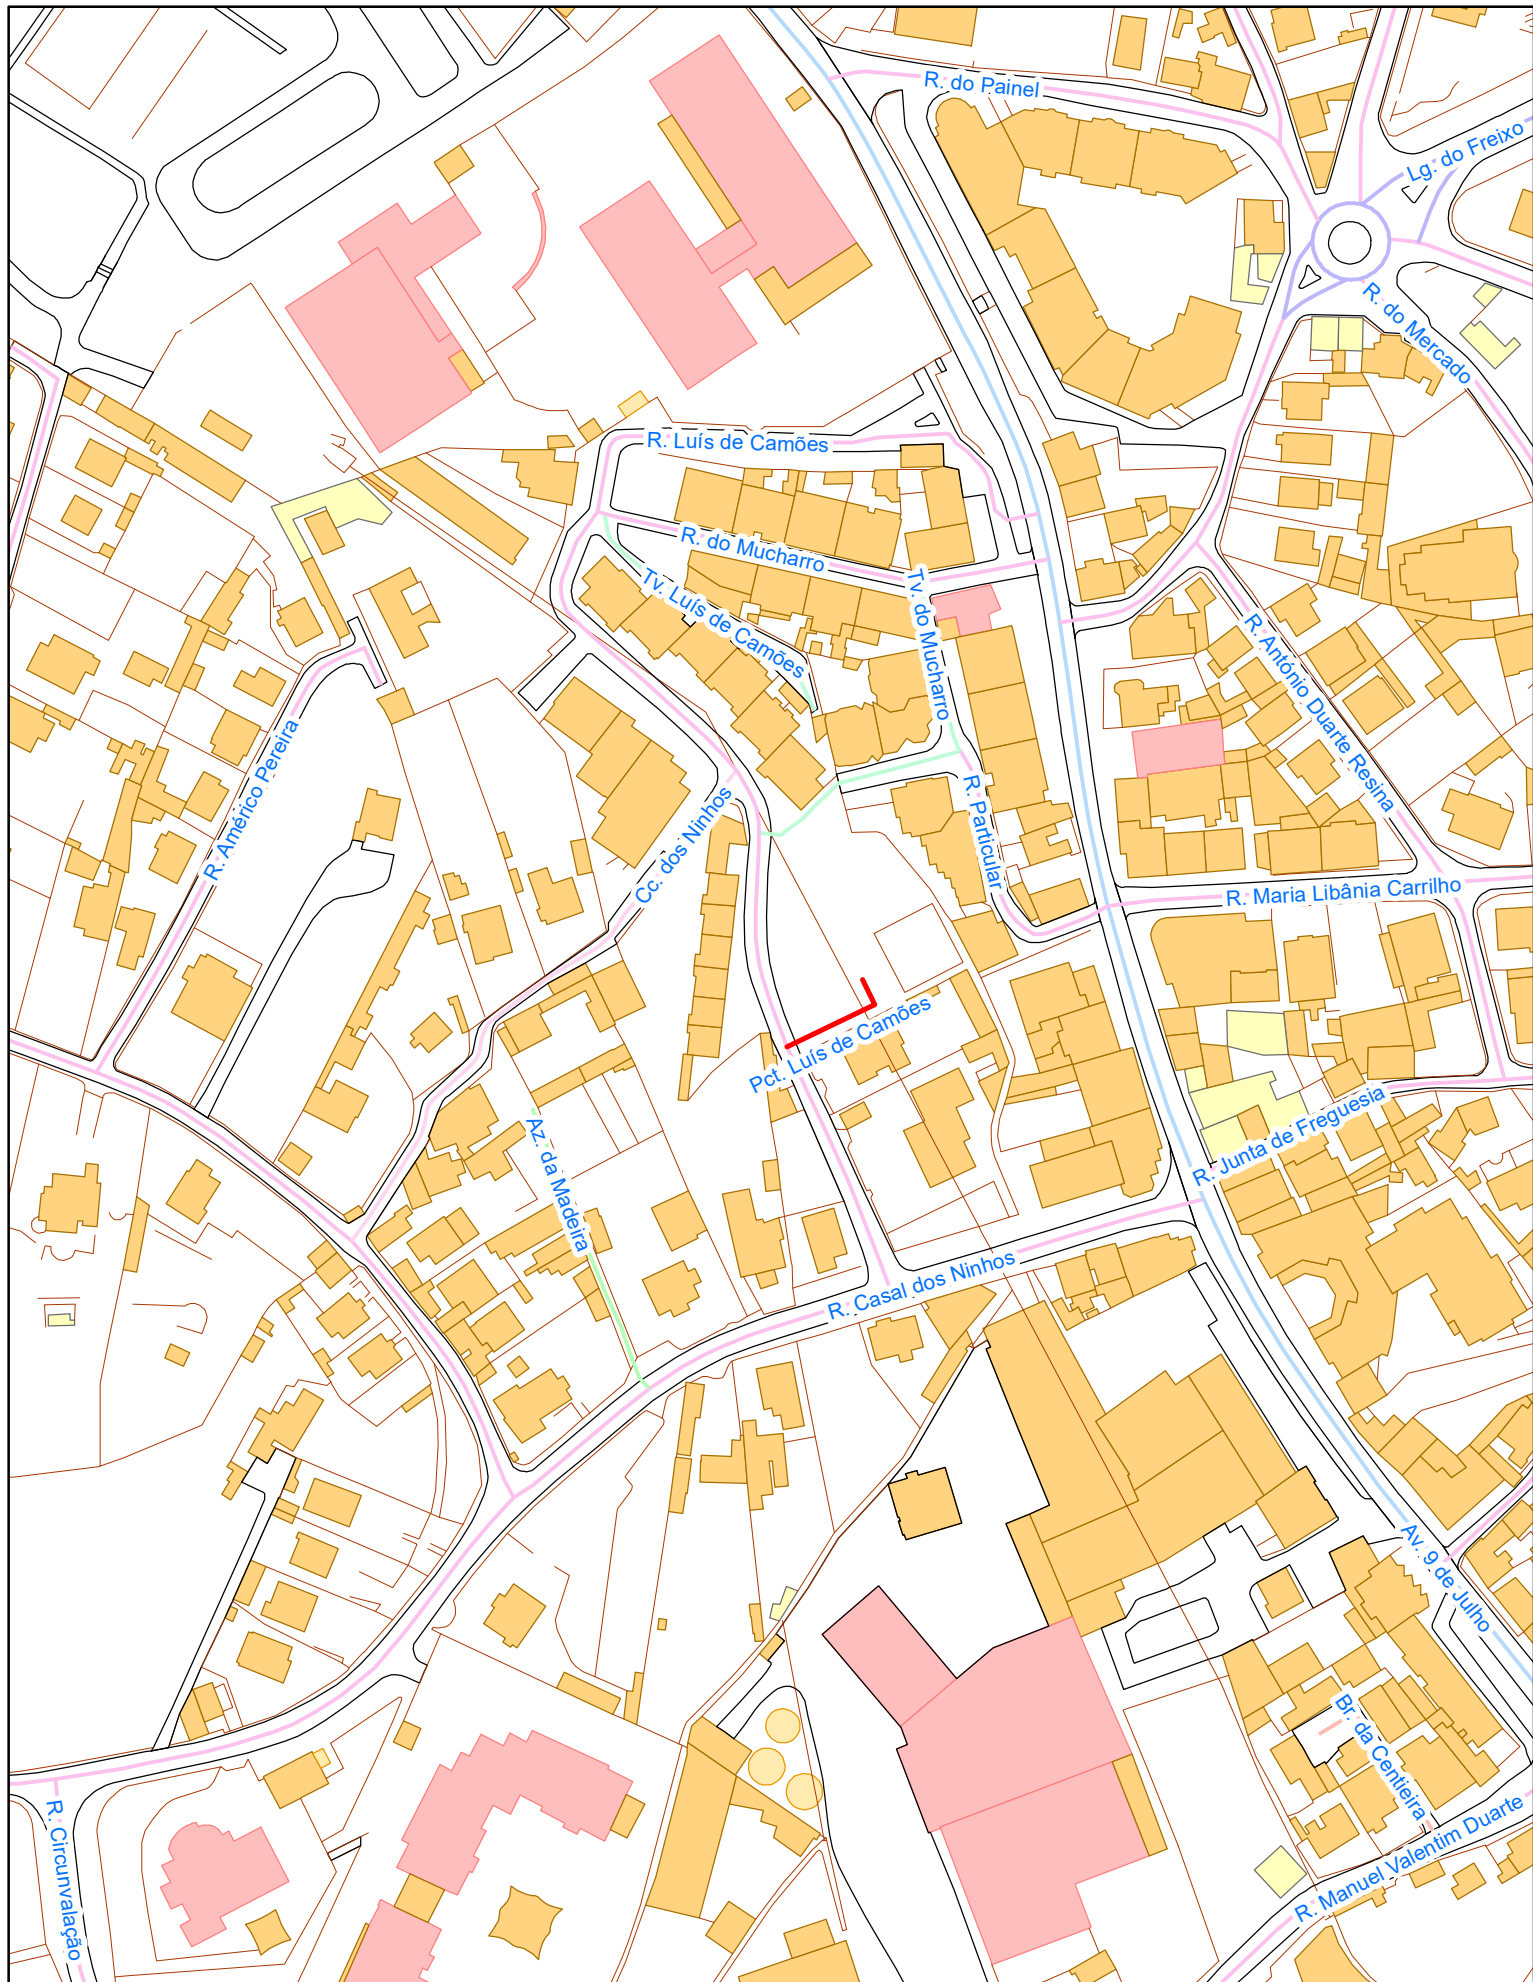 R. do Painel
Lg. do Freixo
R. do Mercado
R. Luís de Camões
R. do Mucharro
Tv. Luís de Camões
Tv. do Mucharro
R. António Duarte Resina
R. Américo Pereira
Cc. dos Ninhos
R. Particular
R. Maria Libânia Carrilho
Pct. Luís de Camões
R. Junta de Freguesia
Az. da Madeira
R. Casal dos Ninhos
Av. 9 de Julho
Br. da Centieira
R. Circunvalação
R. Manuel Valentim Duarte